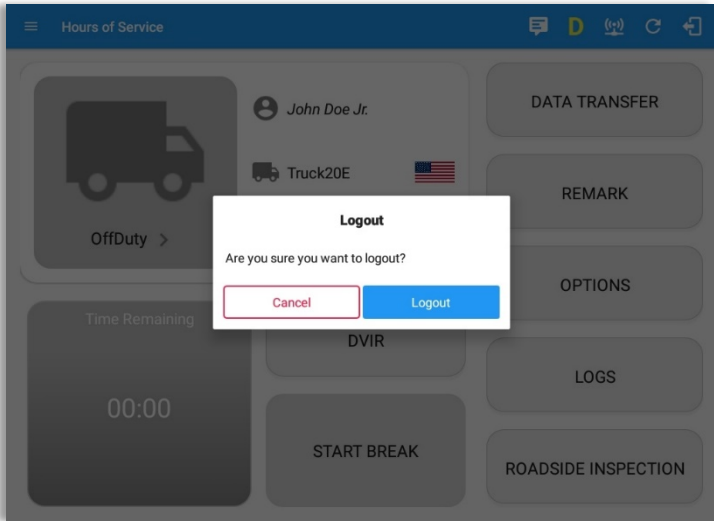 Hours of Service
D
John Doe Jr.
Truck20E
OffDuty
Logout
Are you sure you want to logout?
Cancel
Logout
Time Remaining
00:00
DVIR
START BREAK
DATA TRANSFER
REMARK
OPTIONS
LOGS
ROADSIDE INSPECTION